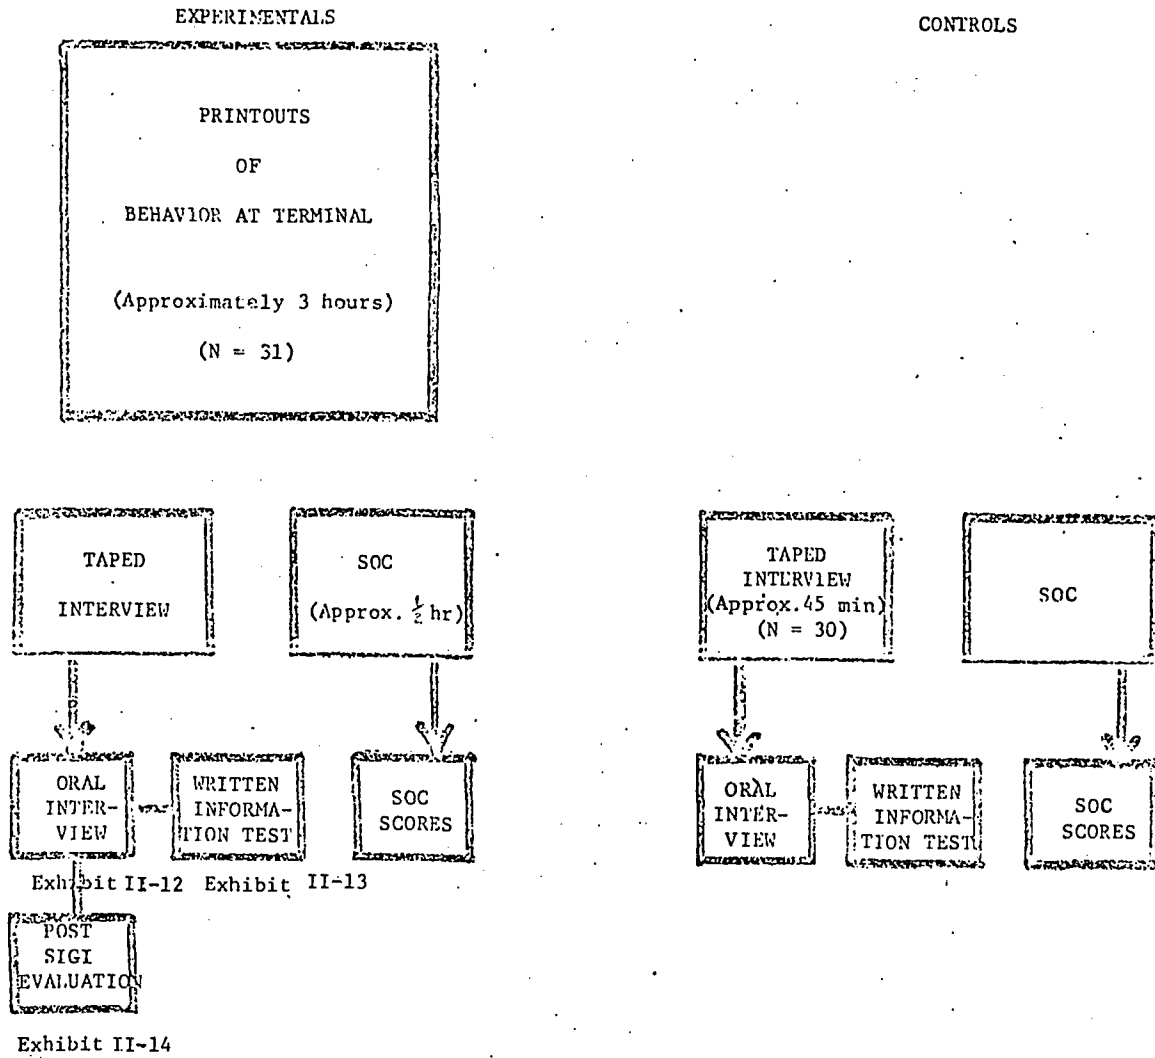 EXPERIMENTALS
CONTROLS
PRINTOUTS
OF
BEHAVIOR AT TERMINAL
(Approximately 3 hours)
(N = 31)
TAPED
INTERVIEW
SOC
(Approx. ½ hr)
TAPED
INTERVIEW
(Approx. 45 min)
(N = 30)
SOC
ORAL
INTER-
VIEW
WRITTEN
INFORMA-
TION TEST
SOC
SCORES
ORAL
INTER-
VIEW
WRITTEN
INFORMA-
TION TEST
SOC
SCORES
Exhibit II-12 Exhibit II-13
POST
SIGI
EVALUATION
Exhibit II-14